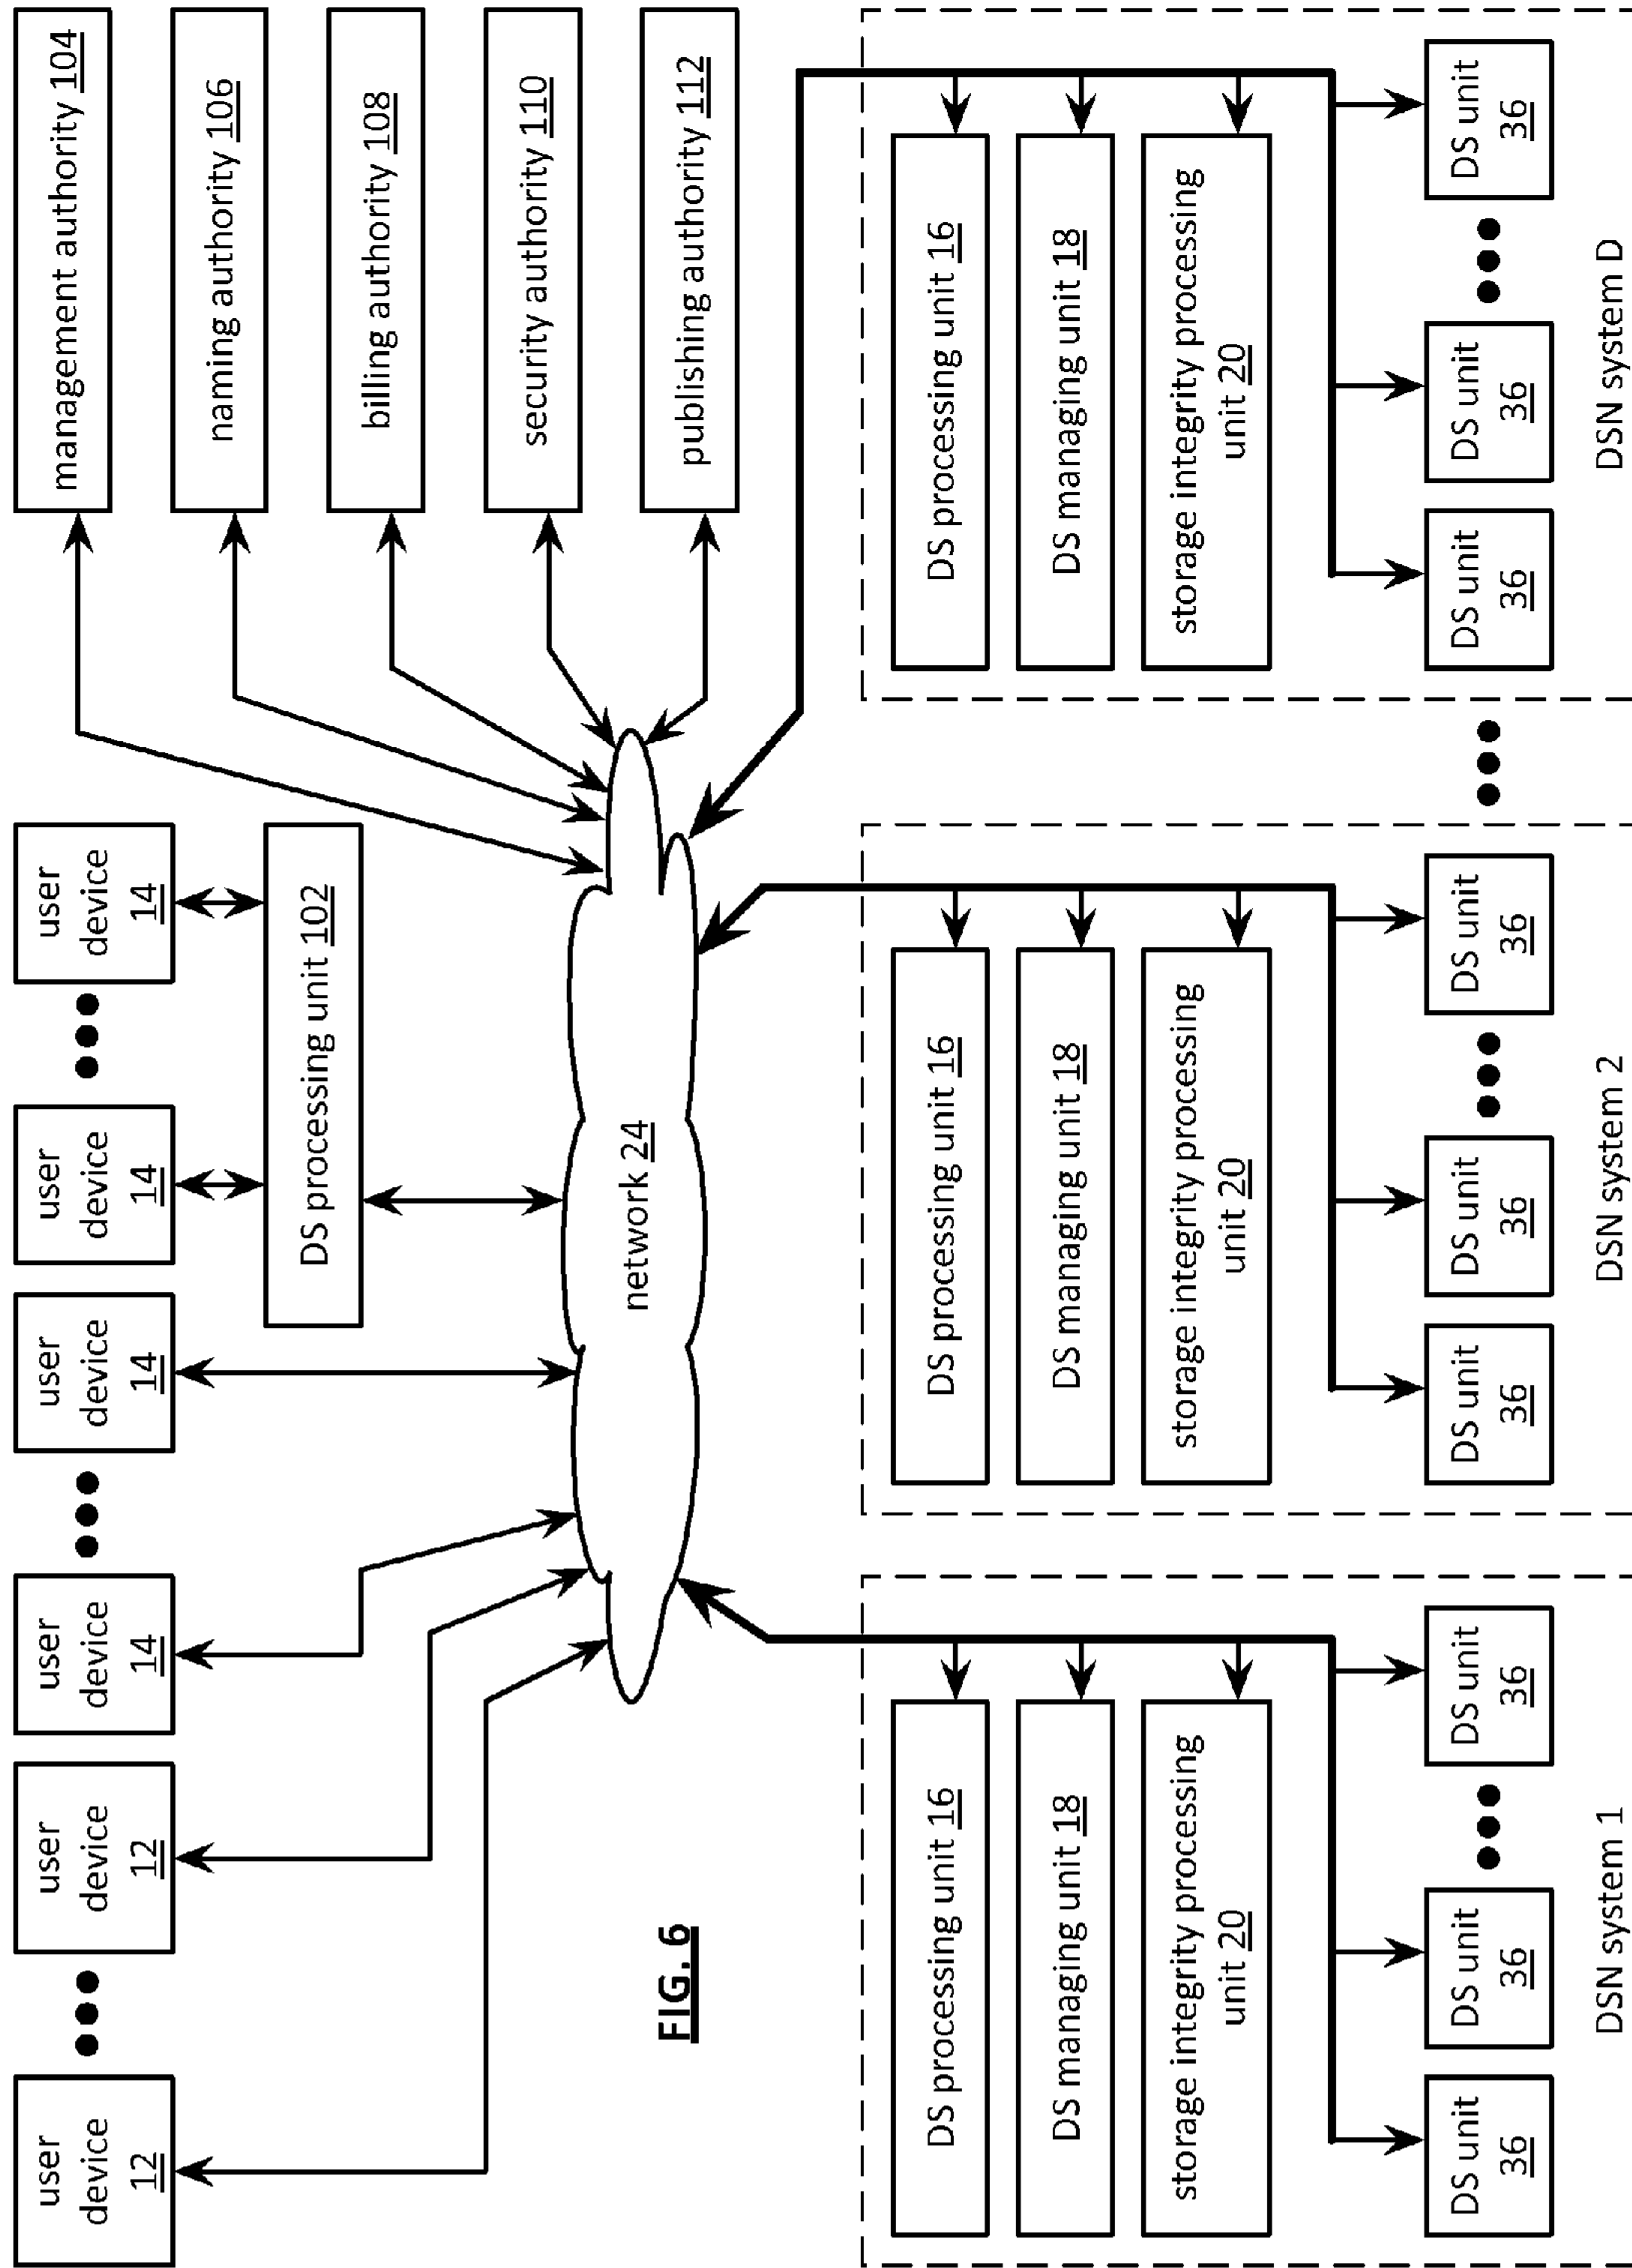 user
device
12
user
device
12
user
device
14
user
device
14
user
device
14
user
device
14
DS processing unit 102
management authority 104
naming authority 106
billing authority 108
security authority 110
publishing authority 112
network 24
FIG. 6
DS processing unit 16
DS managing unit 18
storage integrity processing
unit 20
DS unit
36
DS unit
36
DS unit
36
DSN system 1
DS processing unit 16
DS managing unit 18
storage integrity processing
unit 20
DS unit
36
DS unit
36
DS unit
36
DSN system 2
DS processing unit 16
DS managing unit 18
storage integrity processing
unit 20
DS unit
36
DS unit
36
DS unit
36
DSN system D